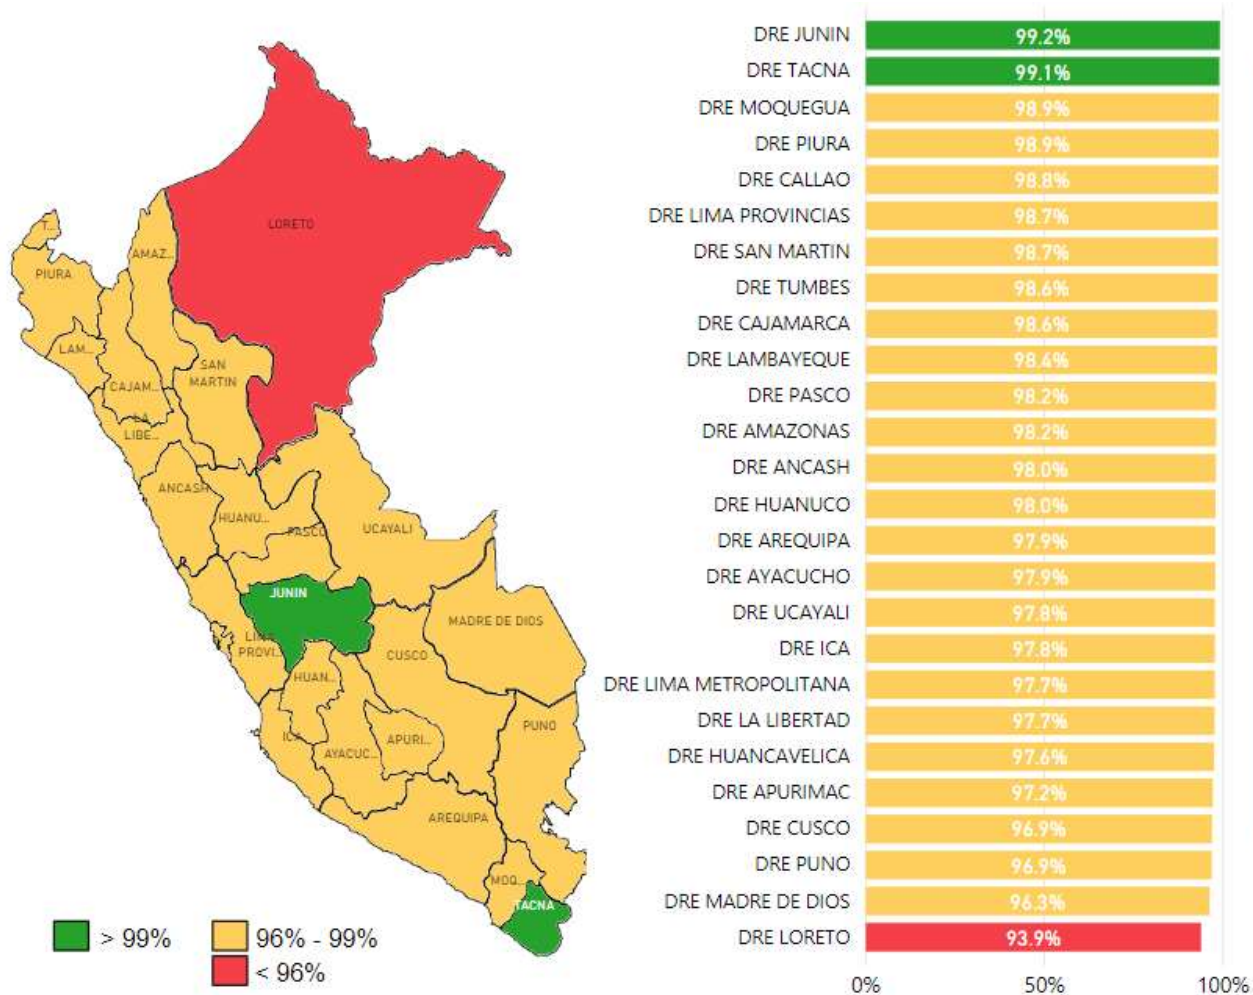 LORETO
T...
AMAZ...
PIURA
LAM...
SAN
MARTIN
CAJAM...
LA
LIBE...
ANCASH
HUANU...
PASCO
UCAYALI
JUNIN
MADRE DE DIOS
LIMA
PROVI...
CUSCO
HUAN...
ICA
AYACUC...
APURI...
PUNO
AREQUIPA
MOQ...
TACNA
> 99%
96% - 99%
< 96%
DRE JUNIN 99.2%
DRE TACNA 99.1%
DRE MOQUEGUA 98.9%
DRE PIURA 98.9%
DRE CALLAO 98.8%
DRE LIMA PROVINCIAS 98.7%
DRE SAN MARTIN 98.7%
DRE TUMBES 98.6%
DRE CAJAMARCA 98.6%
DRE LAMBAYEQUE 98.4%
DRE PASCO 98.2%
DRE AMAZONAS 98.2%
DRE ANCASH 98.0%
DRE HUANUCO 98.0%
DRE AREQUIPA 97.9%
DRE AYACUCHO 97.9%
DRE UCAYALI 97.8%
DRE ICA 97.8%
DRE LIMA METROPOLITANA 97.7%
DRE LA LIBERTAD 97.7%
DRE HUANCAVELICA 97.6%
DRE APURIMAC 97.2%
DRE CUSCO 96.9%
DRE PUNO 96.9%
DRE MADRE DE DIOS 96.3%
DRE LORETO 93.9%
0% 50% 100%